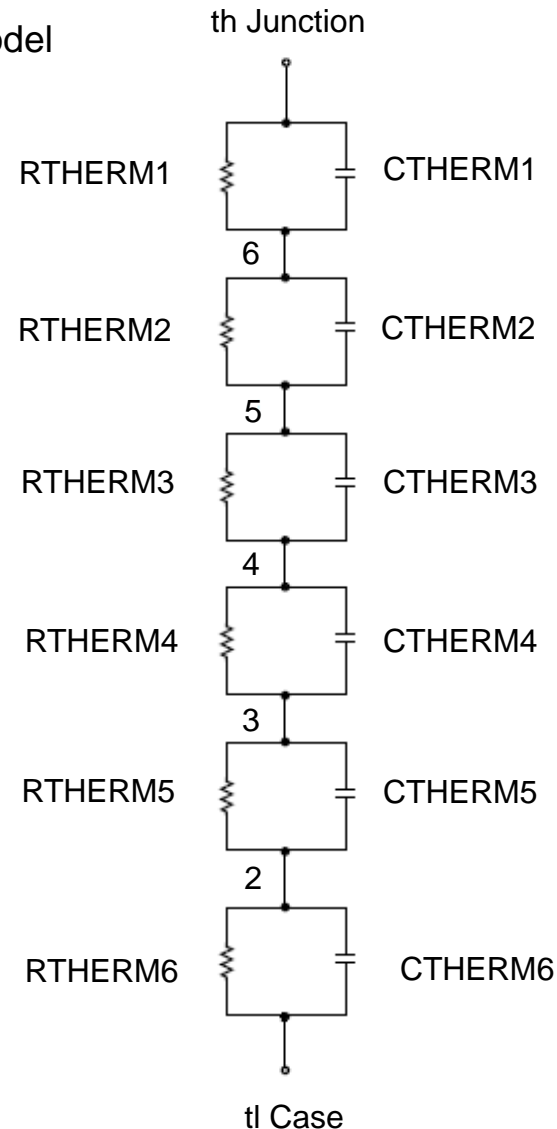 th Junction
odel
RTHERM1 CTHERM1
6
RTHERM2 CTHERM2
5
RTHERM3 CTHERM3
4
RTHERM4 CTHERM4
3
RTHERM5 CTHERM5
2
RTHERM6 CTHERM6
tl Case